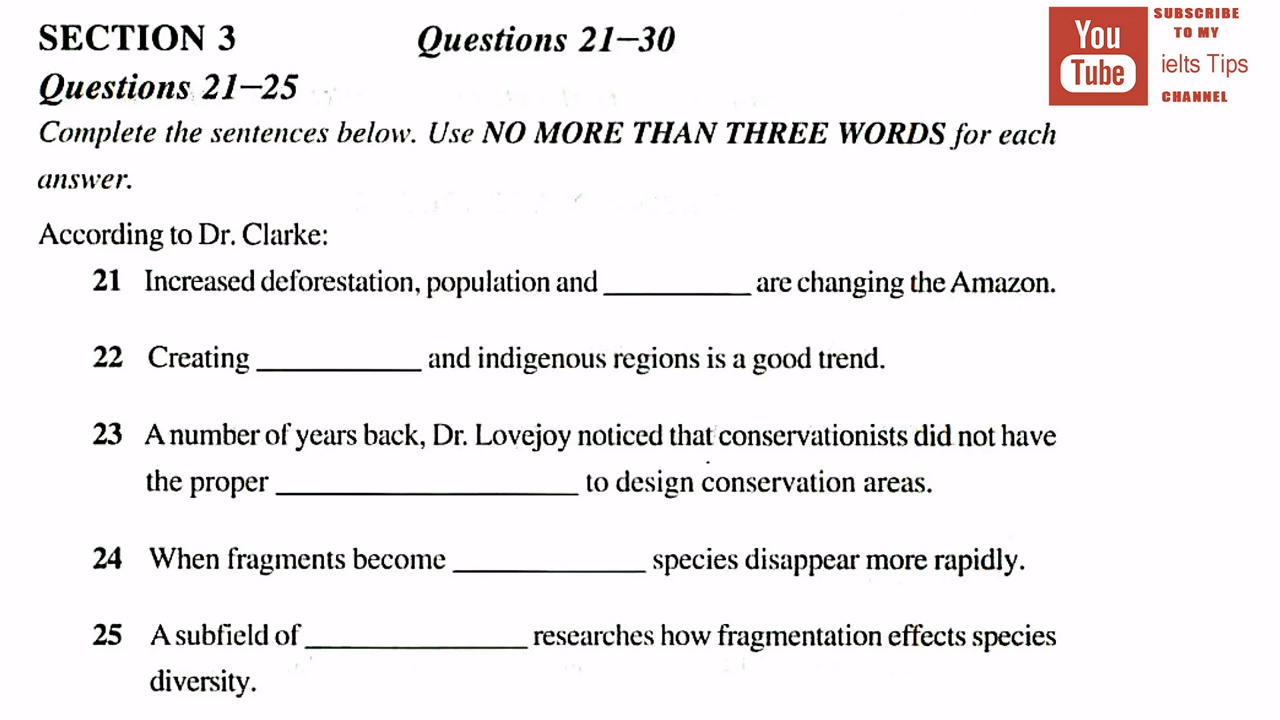 SECTION 3 Questions 21–30
Questions 21–25
Complete the sentences below. Use NO MORE THAN THREE WORDS for each
answer.
According to Dr. Clarke:
21 Increased deforestation, population and __________ are changing the Amazon.
22 Creating ___________ and indigenous regions is a good trend.
23 A number of years back, Dr. Lovejoy noticed that conservationists did not have
the proper ____________________ to design conservation areas.
24 When fragments become _____________ species disappear more rapidly.
25 A subfield of _______________ researches how fragmentation effects species
diversity.
You
Tube
SUBSCRIBE
TO MY
ielts Tips
CHANNEL